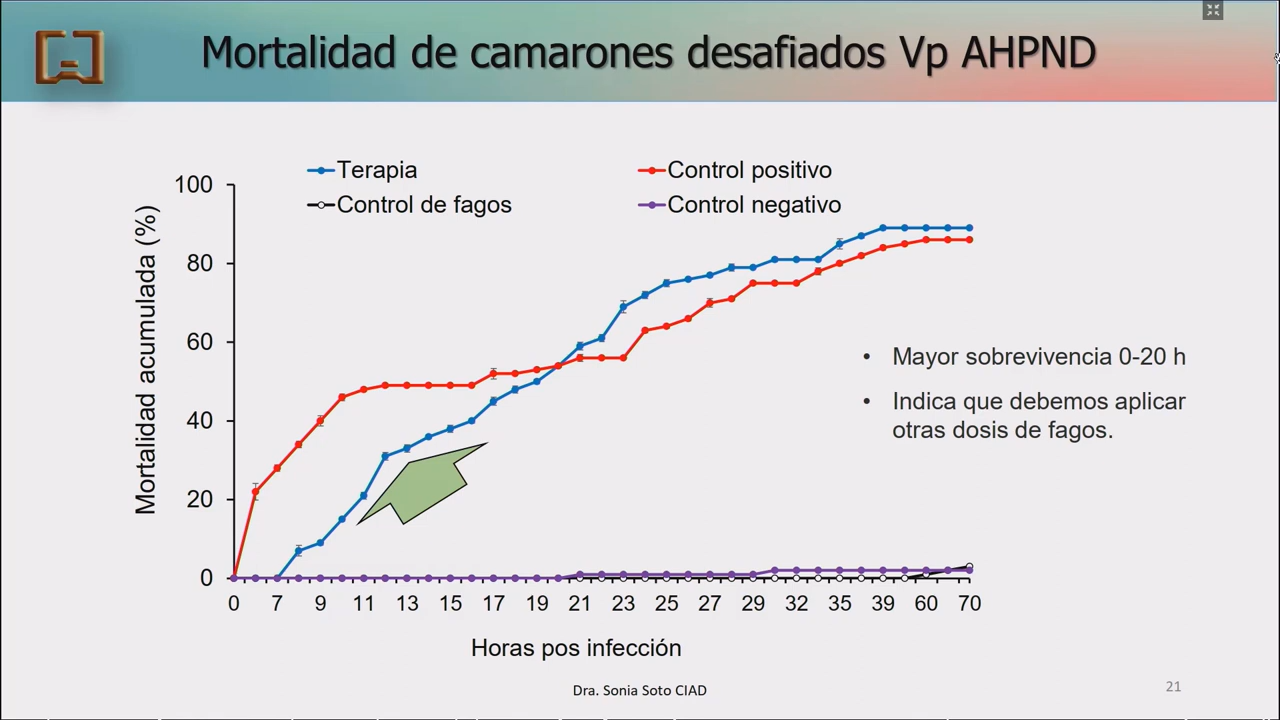 Mortalidad de camarones desafiados Vp AHPND
Terapia
Control positivo
Control de fagos
Control negativo
Mortalidad acumulada (%)
100
80
60
40
20
0
0 7 9 11 13 15 17 19 21 23 25 27 29 32 35 39 60 70
Horas pos infección
• Mayor sobrevivencia 0-20 h
• Indica que debemos aplicar
otras dosis de fagos.
Dra. Sonia Soto CIAD
21